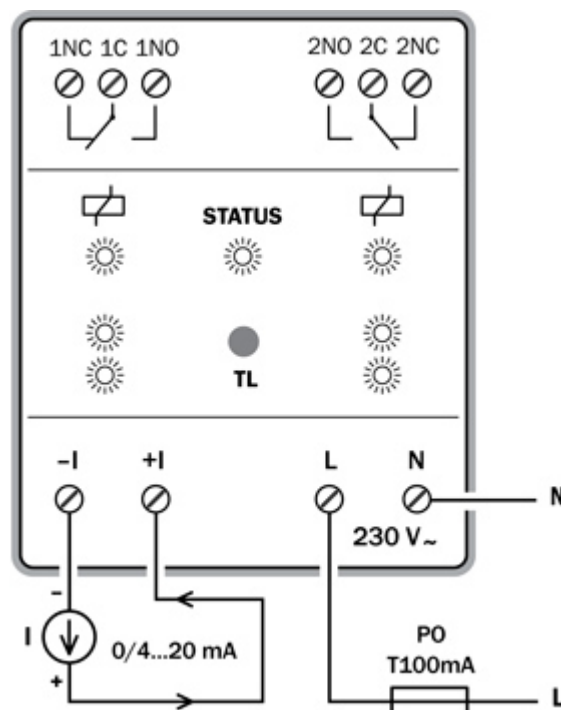 1NC 1C 1NO 2NO 2C 2NC
STATUS
TL
–I +I L N
N
230 V~
–
I 0/4...20 mA
+
PO
T100mA
L